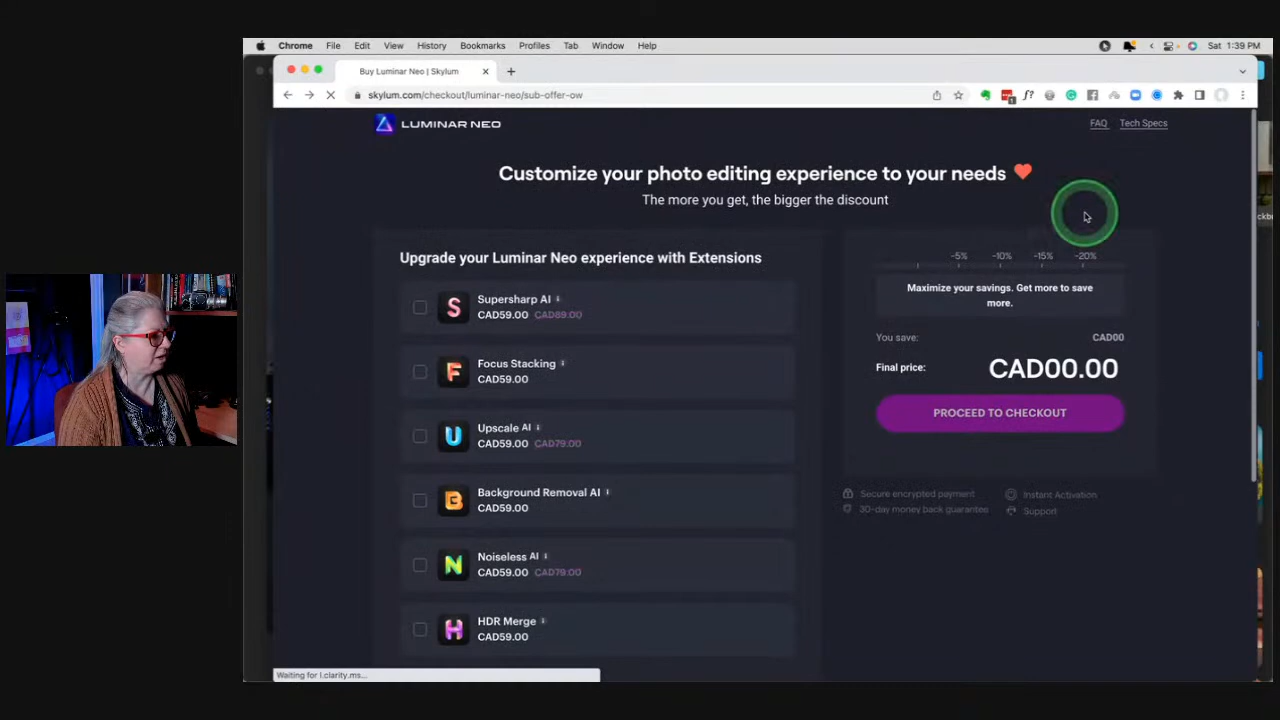 Chrome File Edit View History Bookmarks Profiles Tab Window Help Sat 1:39 PM
Buy Luminar Neo | Skylum
skylum.com/checkout/luminar-neo/sub-offer-ow
LUMINAR NEO
FAQ Tech Specs
Customize your photo editing experience to your needs
The more you get, the bigger the discount
Upgrade your Luminar Neo experience with Extensions
S
Supersharp AI
CAD59.00 CAD89.00
F
Focus Stacking
CAD59.00
U
Upscale AI
CAD59.00 CAD79.00
B
Background Removal AI
CAD59.00
N
Noiseless AI
CAD59.00 CAD79.00
H
HDR Merge
CAD59.00
-5% -10% -15% -20%
Maximize your savings. Get more to save
more.
You save: CAD00
Final price: CAD00.00
PROCEED TO CHECKOUT
Secure encrypted payment Instant Activation
30-day money back guarantee Support
Waiting for l.clarity.ms...